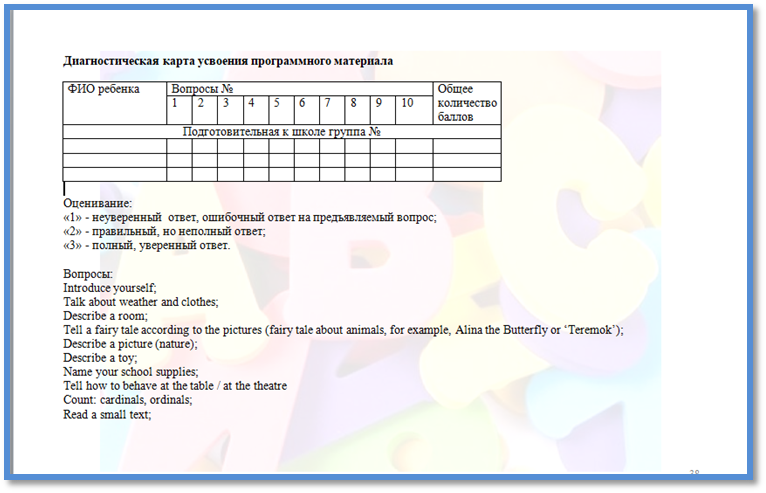 Диагностическая карта усвоения программного материала
ФИО ребенка Вопросы № Общее количество баллов
1 2 3 4 5 6 7 8 9 10
Подготовительная к школе группа №
Оценивание:
«1» - неуверенный ответ, ошибочный ответ на предъявляемый вопрос;
«2» - правильный, но неполный ответ;
«3» - полный, уверенный ответ.
Вопросы:
Introduce yourself;
Talk about weather and clothes;
Describe a room;
Tell a fairy tale according to the pictures (fairy tale about animals, for example, Alina the Butterfly or ‘Teremok’);
Describe a picture (nature);
Describe a toy;
Name your school supplies;
Tell how to behave at the table / at the theatre
Count: cardinals, ordinals;
Read a small text;